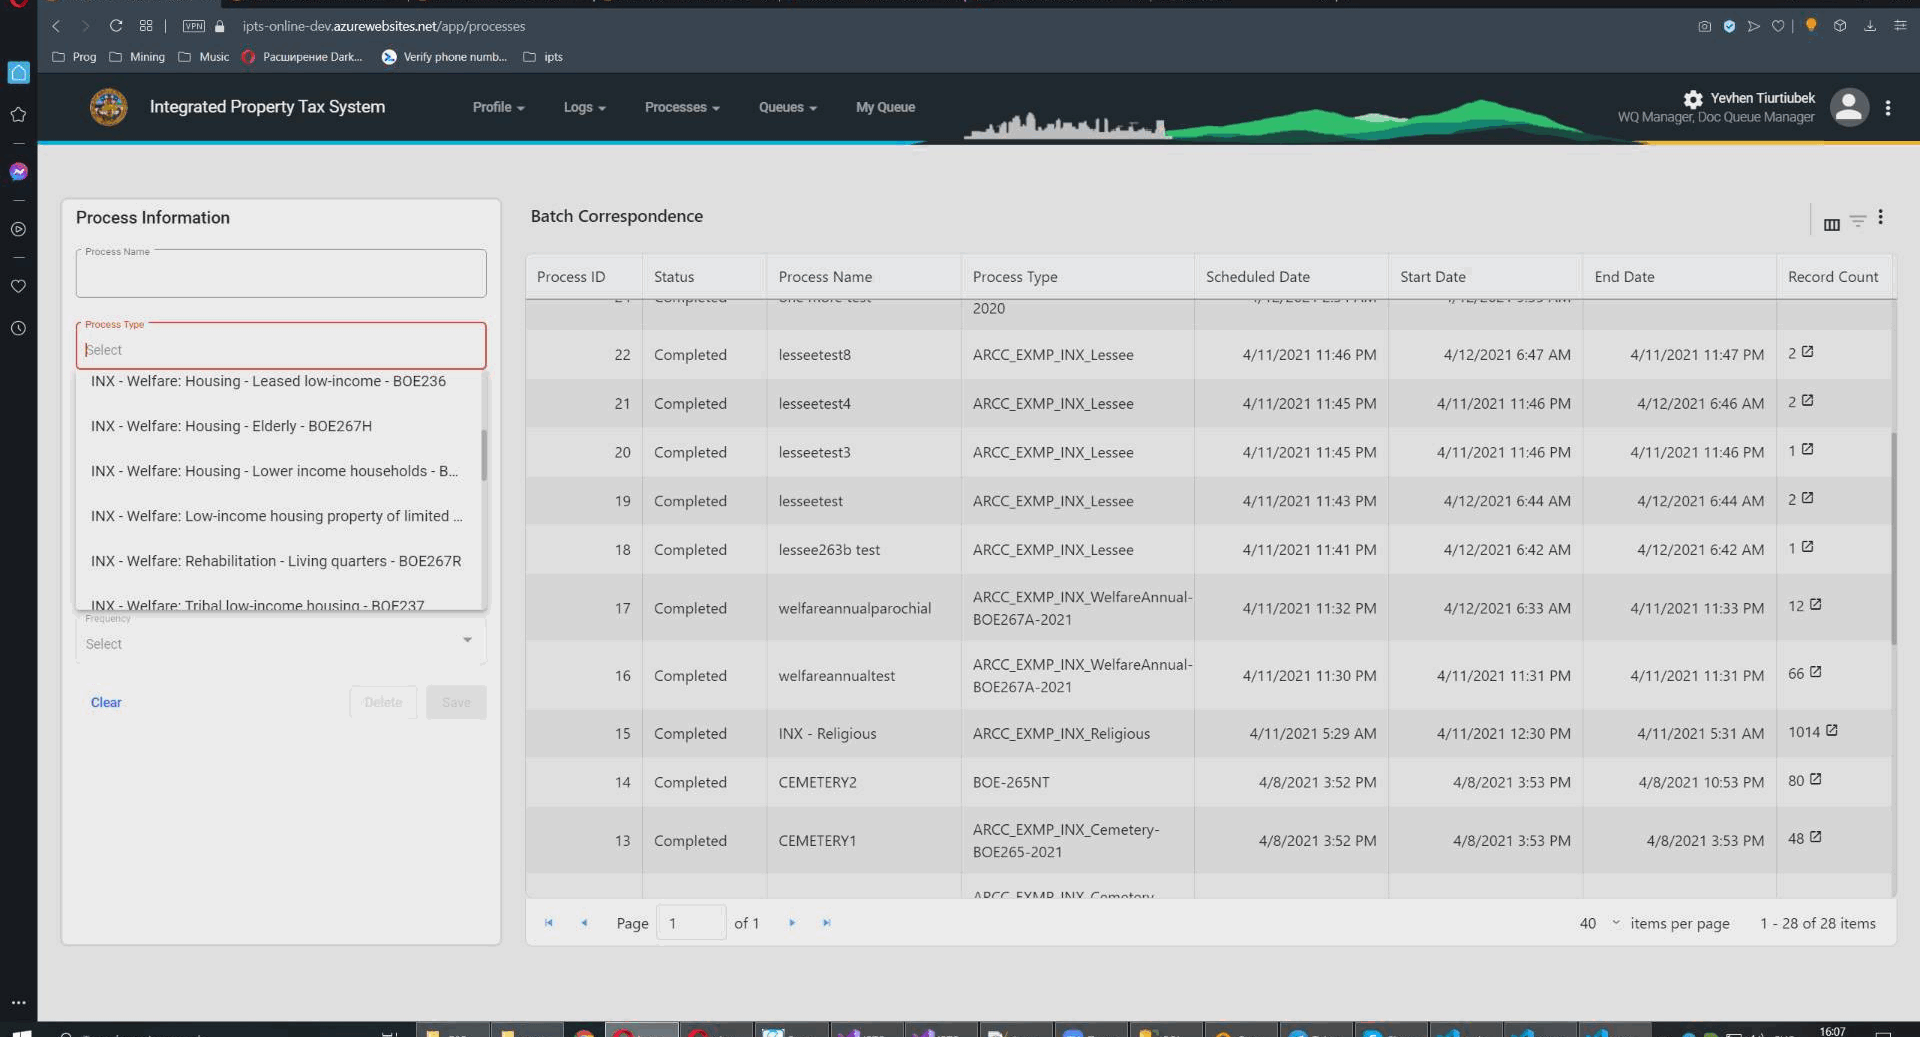 VPN ipts-online-dev.azurewebsites.net/app/processes
Prog Mining Music Расширение Dark... Verify phone numb... ipts
Integrated Property Tax System Profile Logs Processes Queues My Queue
Yevhen Tiurtiubek
WQ Manager, Doc Queue Manager
Process Information
Process Name
Process Type
Select
INX - Welfare: Housing - Leased low-income - BOE236
INX - Welfare: Housing - Elderly - BOE267H
INX - Welfare: Housing - Lower income households - B...
INX - Welfare: Low-income housing property of limited ...
INX - Welfare: Rehabilitation - Living quarters - BOE267R
INX - Welfare: Tribal low-income housing - BOE237
Frequency
Select
Clear Delete Save
Batch Correspondence
Process ID Status Process Name Process Type Scheduled Date Start Date End Date Record Count
Completed one more test
2020
22 Completed lesseetest8 ARCC_EXMP_INX_Lessee 4/11/2021 11:46 PM 4/12/2021 6:47 AM 4/11/2021 11:47 PM 2
21 Completed lesseetest4 ARCC_EXMP_INX_Lessee 4/11/2021 11:45 PM 4/11/2021 11:46 PM 4/12/2021 6:46 AM 2
20 Completed lesseetest3 ARCC_EXMP_INX_Lessee 4/11/2021 11:45 PM 4/11/2021 11:46 PM 4/11/2021 11:46 PM 1
19 Completed lesseetest ARCC_EXMP_INX_Lessee 4/11/2021 11:43 PM 4/12/2021 6:44 AM 4/12/2021 6:44 AM 2
18 Completed lessee263b test ARCC_EXMP_INX_Lessee 4/11/2021 11:41 PM 4/12/2021 6:42 AM 4/12/2021 6:42 AM 1
17 Completed welfareannualparochial ARCC_EXMP_INX_WelfareAnnual-
BOE267A-2021 4/11/2021 11:32 PM 4/12/2021 6:33 AM 4/11/2021 11:33 PM 12
16 Completed welfareannualtest ARCC_EXMP_INX_WelfareAnnual-
BOE267A-2021 4/11/2021 11:30 PM 4/11/2021 11:31 PM 4/11/2021 11:31 PM 66
15 Completed INX - Religious ARCC_EXMP_INX_Religious 4/11/2021 5:29 AM 4/11/2021 12:30 PM 4/11/2021 5:31 AM 1014
14 Completed CEMETERY2 BOE-265NT 4/8/2021 3:52 PM 4/8/2021 3:53 PM 4/8/2021 10:53 PM 80
13 Completed CEMETERY1 ARCC_EXMP_INX_Cemetery-
BOE265-2021 4/8/2021 3:52 PM 4/8/2021 3:53 PM 4/8/2021 3:53 PM 48
ARCC_EXMP_INX_Cemetery
Page 1 of 1 40 items per page 1 - 28 of 28 items
16:07